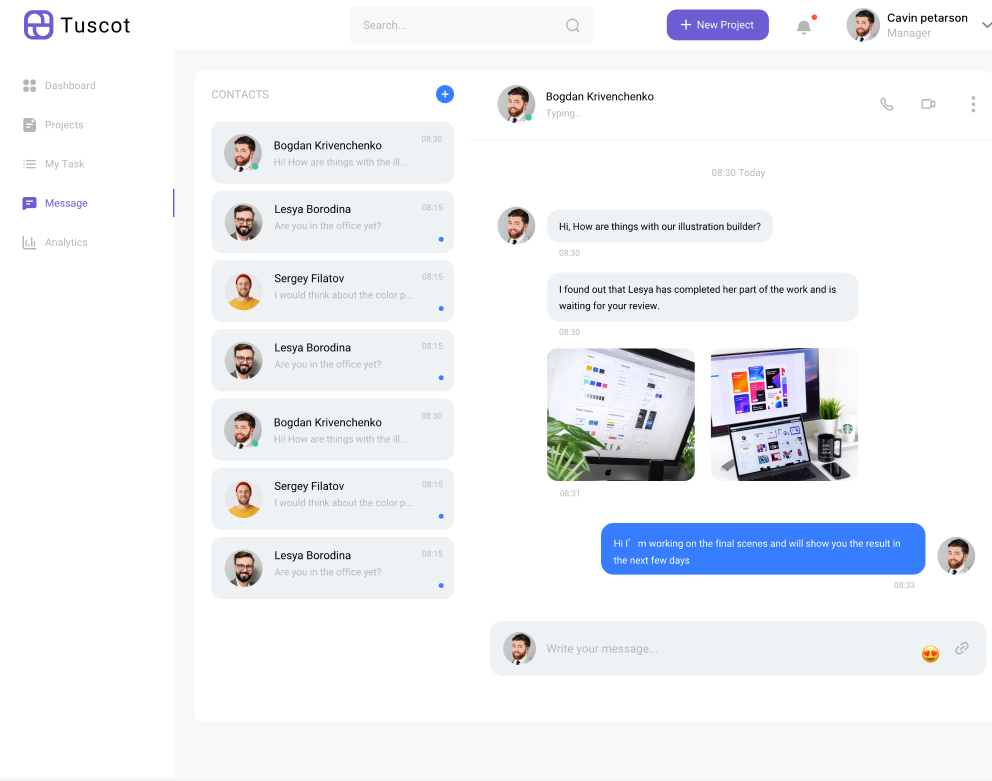 Tuscot
Search...
New Project
Cavin petarson
Manager
Dashboard
Projects
My Task
Message
Analytics
CONTACTS
Bogdan Krivenchenko
08:30
Hi! How are things with the ill...
Lesya Borodina
08:15
Are you in the office yet?
Sergey Filatov
08:15
I would think about the color p...
Lesya Borodina
08:15
Are you in the office yet?
Bogdan Krivenchenko
08:30
Hi! How are things with the ill...
Sergey Filatov
08:15
I would think about the color p...
Lesya Borodina
08:15
Are you in the office yet?
Bogdan Krivenchenko
Typing...
08:30 Today
Hi, How are things with our illustration builder?
08:30
I found out that Lesya has completed her part of the work and is
waiting for your review.
08:30
08:31
Hi I’m working on the final scenes and will show you the result in
the next few days
08:33
Write your message...